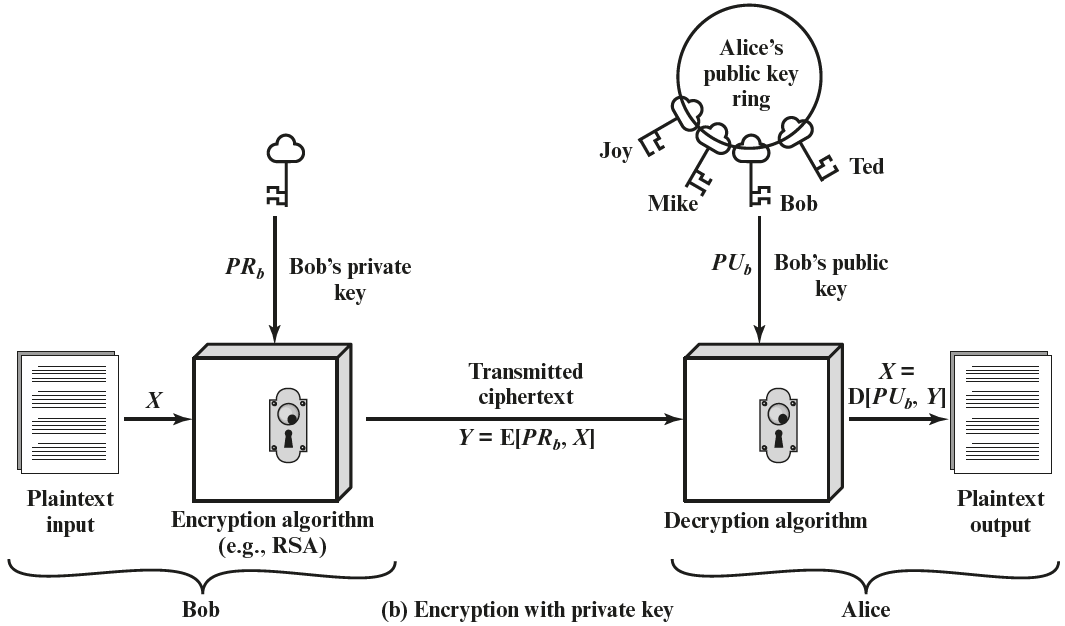 Alice's
public key
ring
Joy
Mike
Bob
Ted
PR_b
Bob's private
key
PU_b
Bob's public
key
X
Transmitted
ciphertext
Y = E[PR_b, X]
X =
D[PU_b, Y]
Plaintext
input
Encryption algorithm
(e.g., RSA)
Decryption algorithm
Plaintext
output
Bob
(b) Encryption with private key
Alice